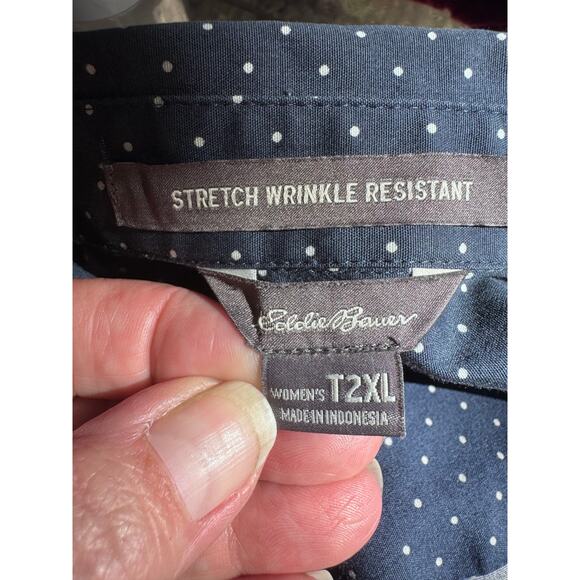 STRETCH WRINKLE RESISTANT
Eddie Bauer
WOMEN'S T2XL
MADE IN INDONESIA